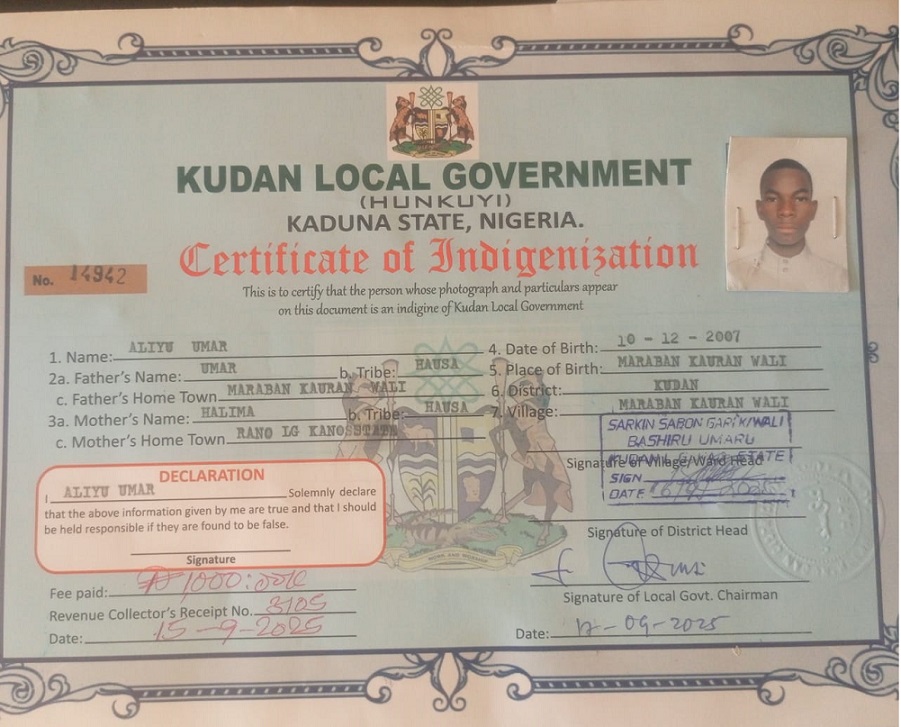 KUDAN LOCAL GOVERNMENT
(HUNKUYI)
KADUNA STATE, NIGERIA.
Certificate of Indigenization
No. 14942
This is to certify that the person whose photograph and particulars appear
on this document is an indigine of Kudan Local Government
1. Name: ALIYU UMAR
2a. Father's Name: UMAR b. Tribe: HAUSA
c. Father's Home Town MARABAN KAURAN WALI
3a. Mother's Name: HALIMA b. Tribe: HAUSA
c. Mother's Home Town RANO LG KANO STATE
4. Date of Birth: 10 - 12 - 2007
5. Place of Birth: MARABAN KAURAN WALI
6. District: KUDAN
7. Village: MARABAN KAURAN WALI
SARKIN SABON GARI K/WALI
BASHIRU UMARU
KUDAN STATE
SIGN
DATE 2025
Signature of Village/Ward Head
Signature of District Head
Signature of Local Govt. Chairman
Date: 17-09-2025
DECLARATION
I ALIYU UMAR Solemnly declare
that the above information given by me are true and that I should
be held responsible if they are found to be false.
Signature
Fee paid: ₦1000:00K
Revenue Collector's Receipt No. 3105
Date: 15-9-2025